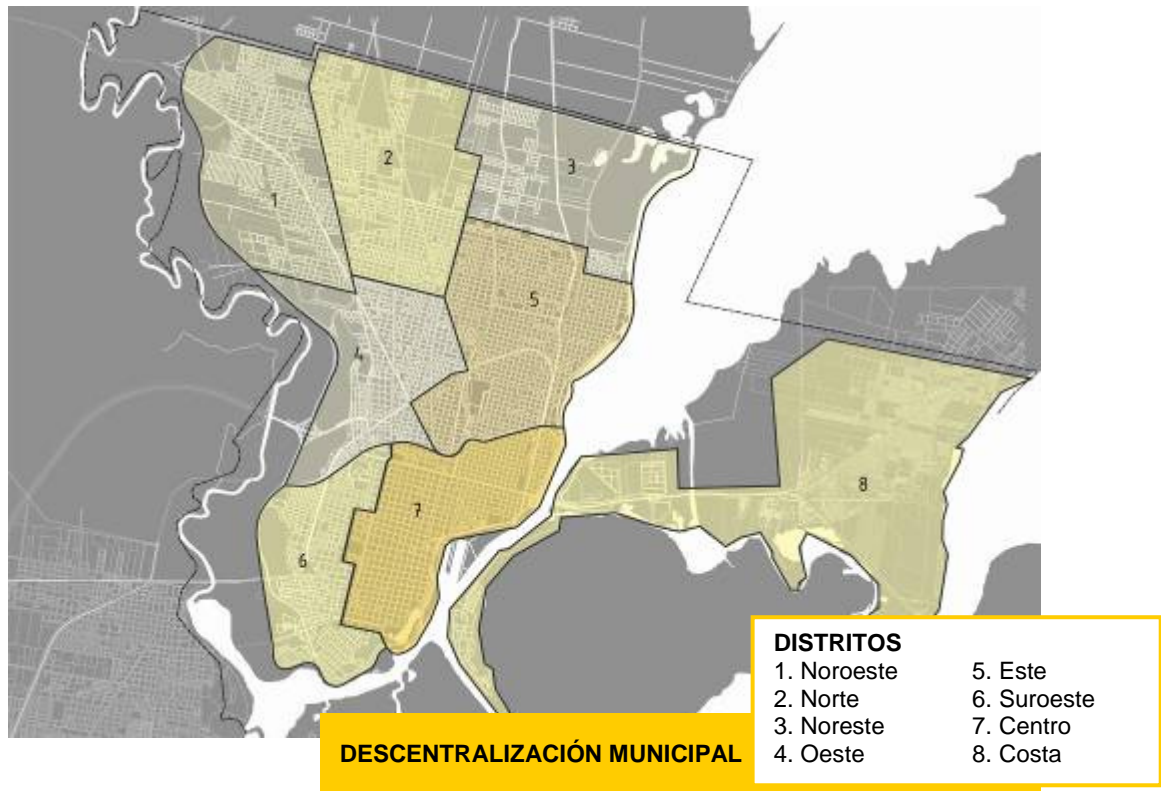 1
2
3
4
5
6
7
8
DISTRITOS
1. Noroeste
2. Norte
3. Noreste
4. Oeste
5. Este
6. Suroeste
7. Centro
8. Costa
DESCENTRALIZACIÓN MUNICIPAL